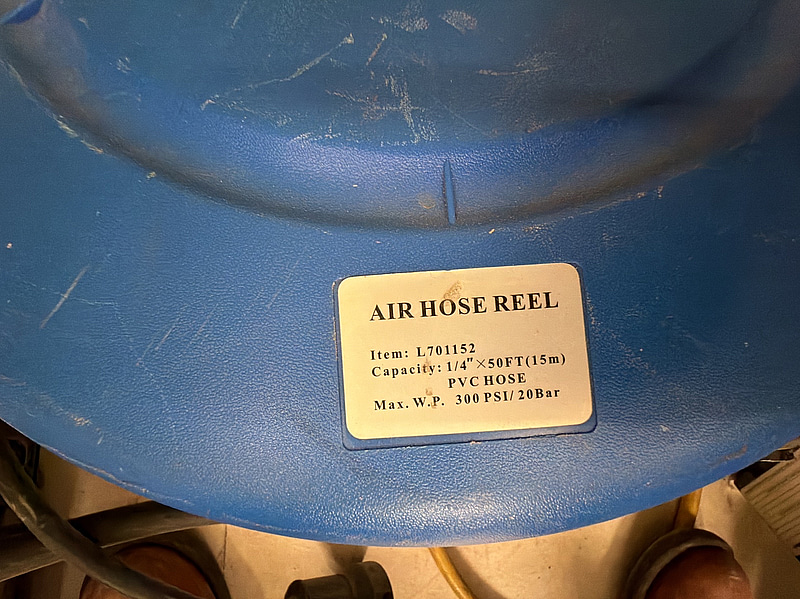 AIR HOSE REEL
Item: L701152
Capacity: 1/4"×50FT(15m)
PVC HOSE
Max. W.P. 300 PSI/20Bar